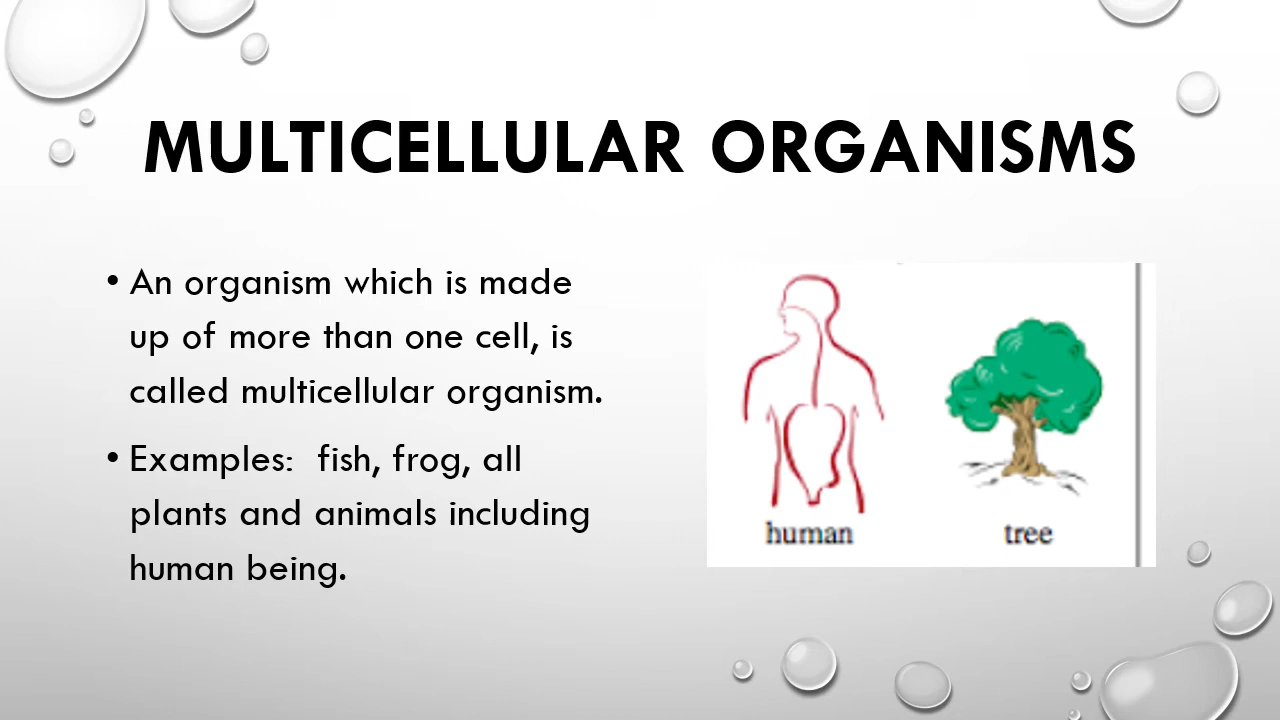 MULTICELLULAR ORGANISMS
• An organism which is made
up of more than one cell, is
called multicellular organism.
• Examples:  fish, frog, all
plants and animals including
human being.
human
tree